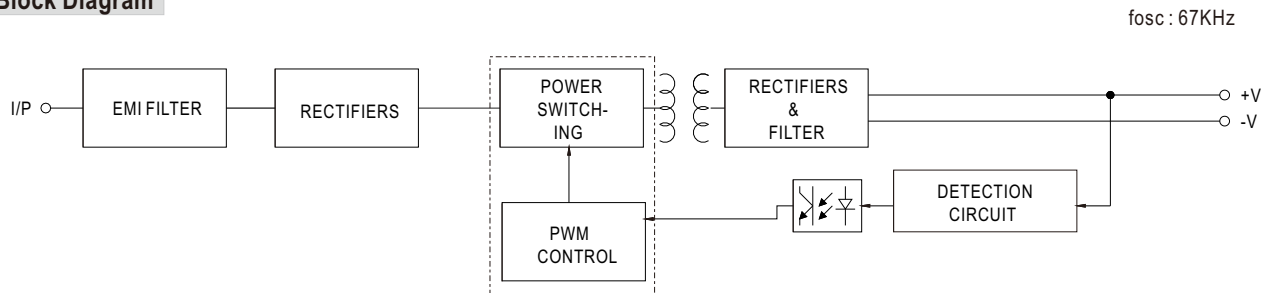 Block Diagram
fosc : 67KHz
I/P
EMI FILTER
RECTIFIERS
POWER
SWITCH-
ING
RECTIFIERS
&
FILTER
+V
-V
PWM
CONTROL
DETECTION
CIRCUIT